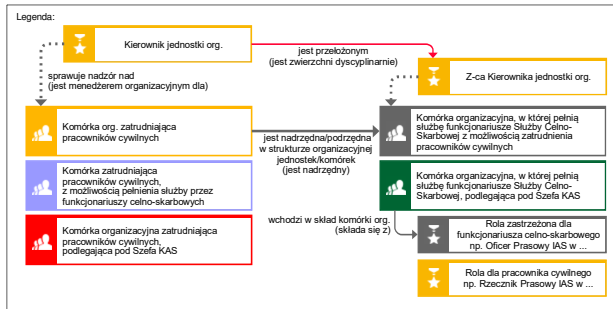 Legenda:
Kierownik jednostki org.
jest przełożonym
(jest zwierzchni dyscyplinarnie)
Z-ca Kierownika jednostki org.
sprawuje nadzór nad
(jest menedżerem organizacyjnym dla)
Komórka org. zatrudniająca
pracowników cywilnych
jest nadrzędna/podrzędna
w strukturze organizacyjnej
jednostek/komórek
(jest nadrzędny)
Komórka organizacyjna, w której pełnią
służbę funkcjonariusze Służby Celno-
Skarbowej z możliwością zatrudnienia
pracowników cywilnych
Komórka zatrudniająca
pracowników cywilnych,
z możliwością pełnienia służby przez
funkcjonariuszy celno-skarbowych
Komórka organizacyjna, w której pełnią
służbę funkcjonariusze Służby Celno-
Skarbowej, podlegająca pod Szefa KAS
wchodzi w skład komórki org.
(składa się z)
Komórka organizacyjna zatrudniająca
pracowników cywilnych,
podlegająca pod Szefa KAS
Rola zastrzeżona dla
funkcjonariusza celno-skarbowego
np. Oficer Prasowy IAS w ...
Rola dla pracownika cywilnego
np. Rzecznik Prasowy IAS w ...